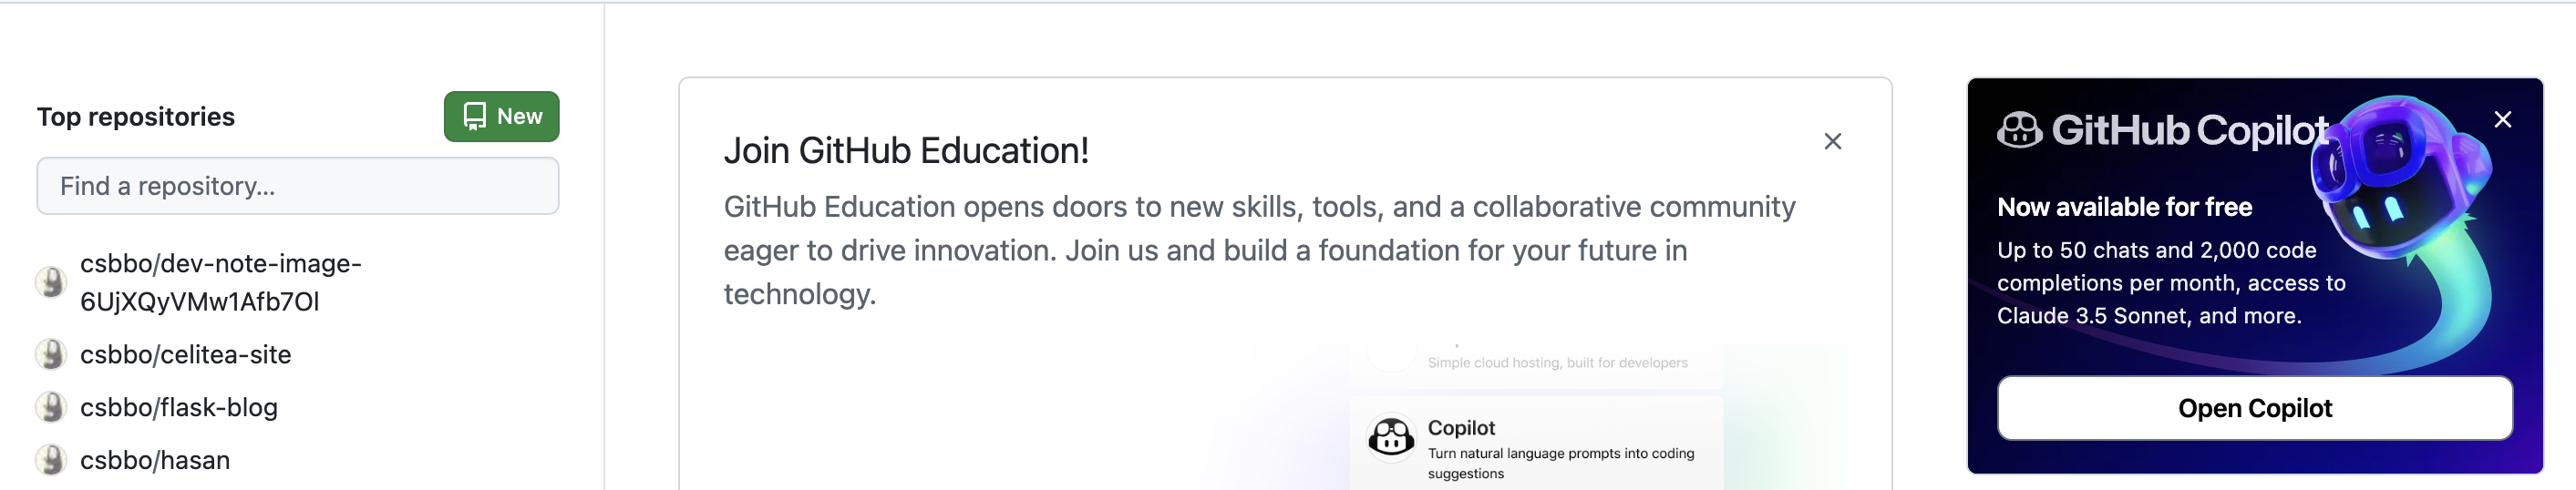 Top repositories
New
Find a repository...
csbbo/dev-note-image-
6UjXQyVMw1Afb7Ol
csbbo/celitea-site
csbbo/flask-blog
csbbo/hasan
Join GitHub Education!
GitHub Education opens doors to new skills, tools, and a collaborative community
eager to drive innovation. Join us and build a foundation for your future in
technology.
Simple cloud hosting, built for developers
Copilot
Turn natural language prompts into coding
suggestions
GitHub Copilot
Now available for free
Up to 50 chats and 2,000 code
completions per month, access to
Claude 3.5 Sonnet, and more.
Open Copilot